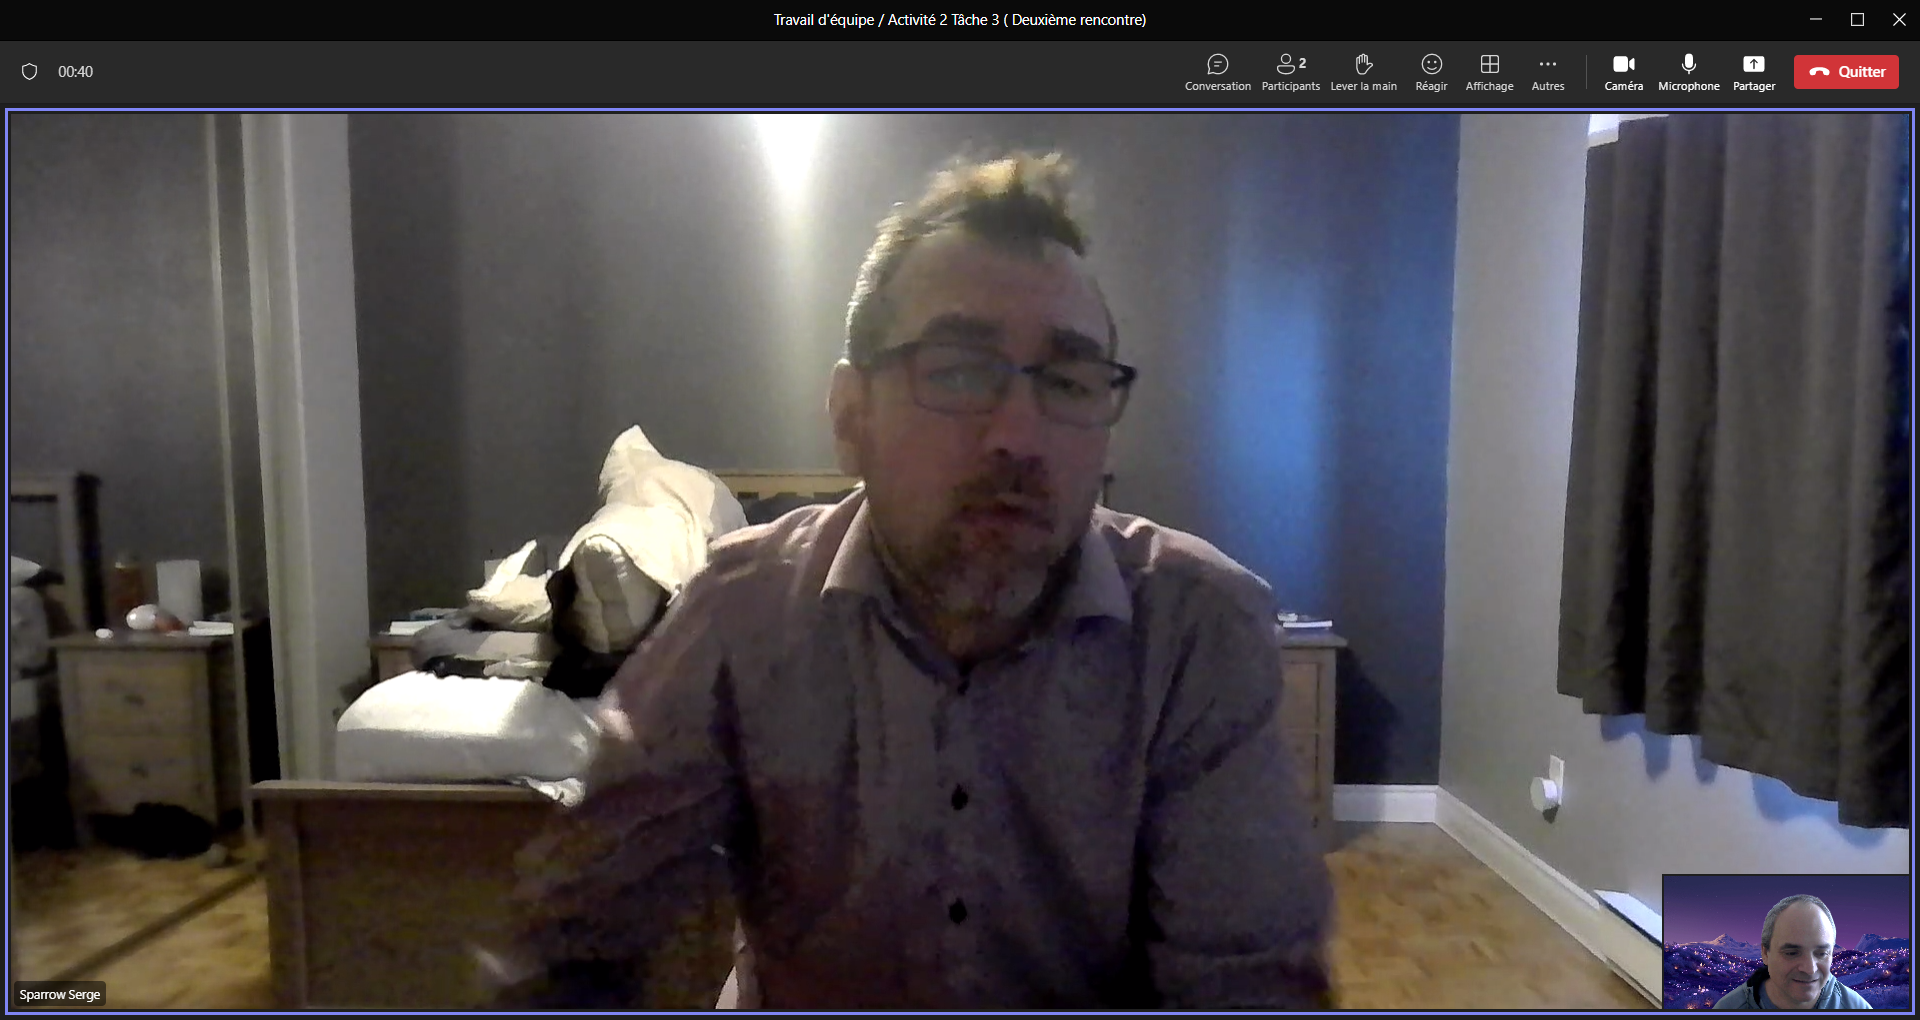 Travail d'équipe / Activité 2 Tâche 3 ( Deuxième rencontre)
00:40
Conversation
2
Participants
Lever la main
Réagir
Affichage
Autres
Caméra
Microphone
Partager
Quitter
Sparrow Serge